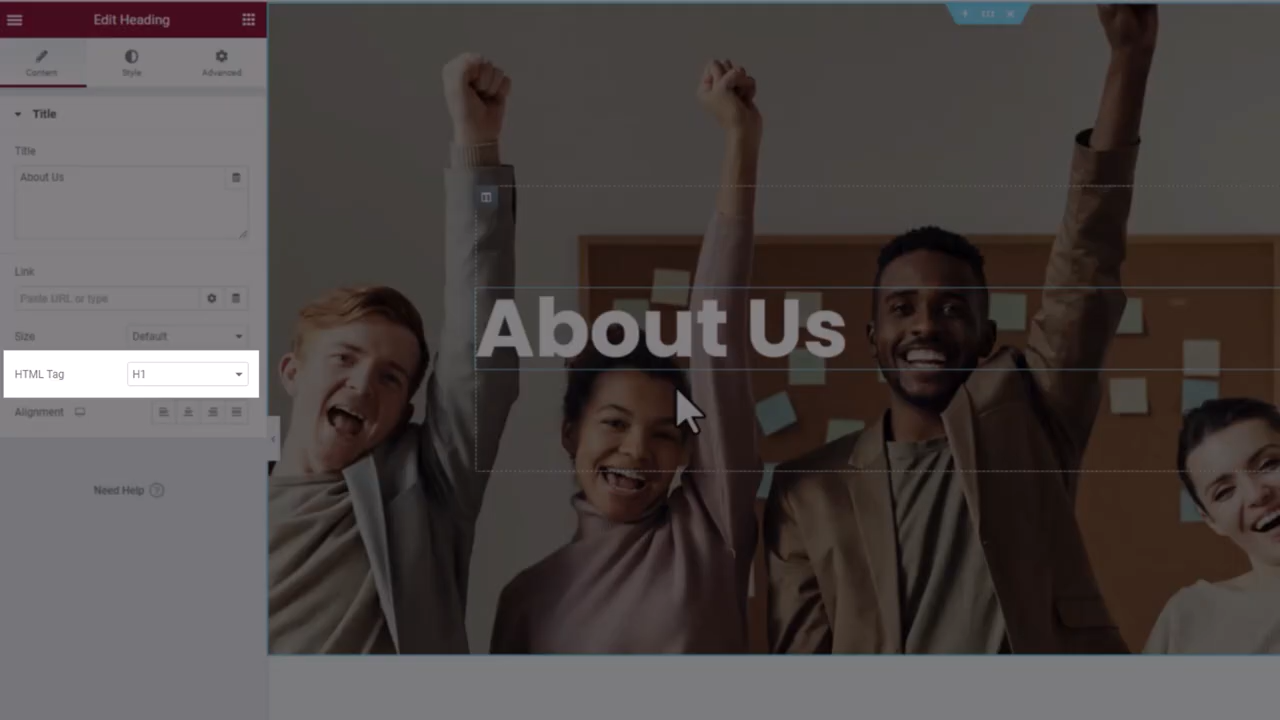 Edit Heading
Content
Style
Advanced
Title
Title
About Us
Link
Paste URL or type
Size
Default
HTML Tag
H1
Alignment
Need Help ?
About Us